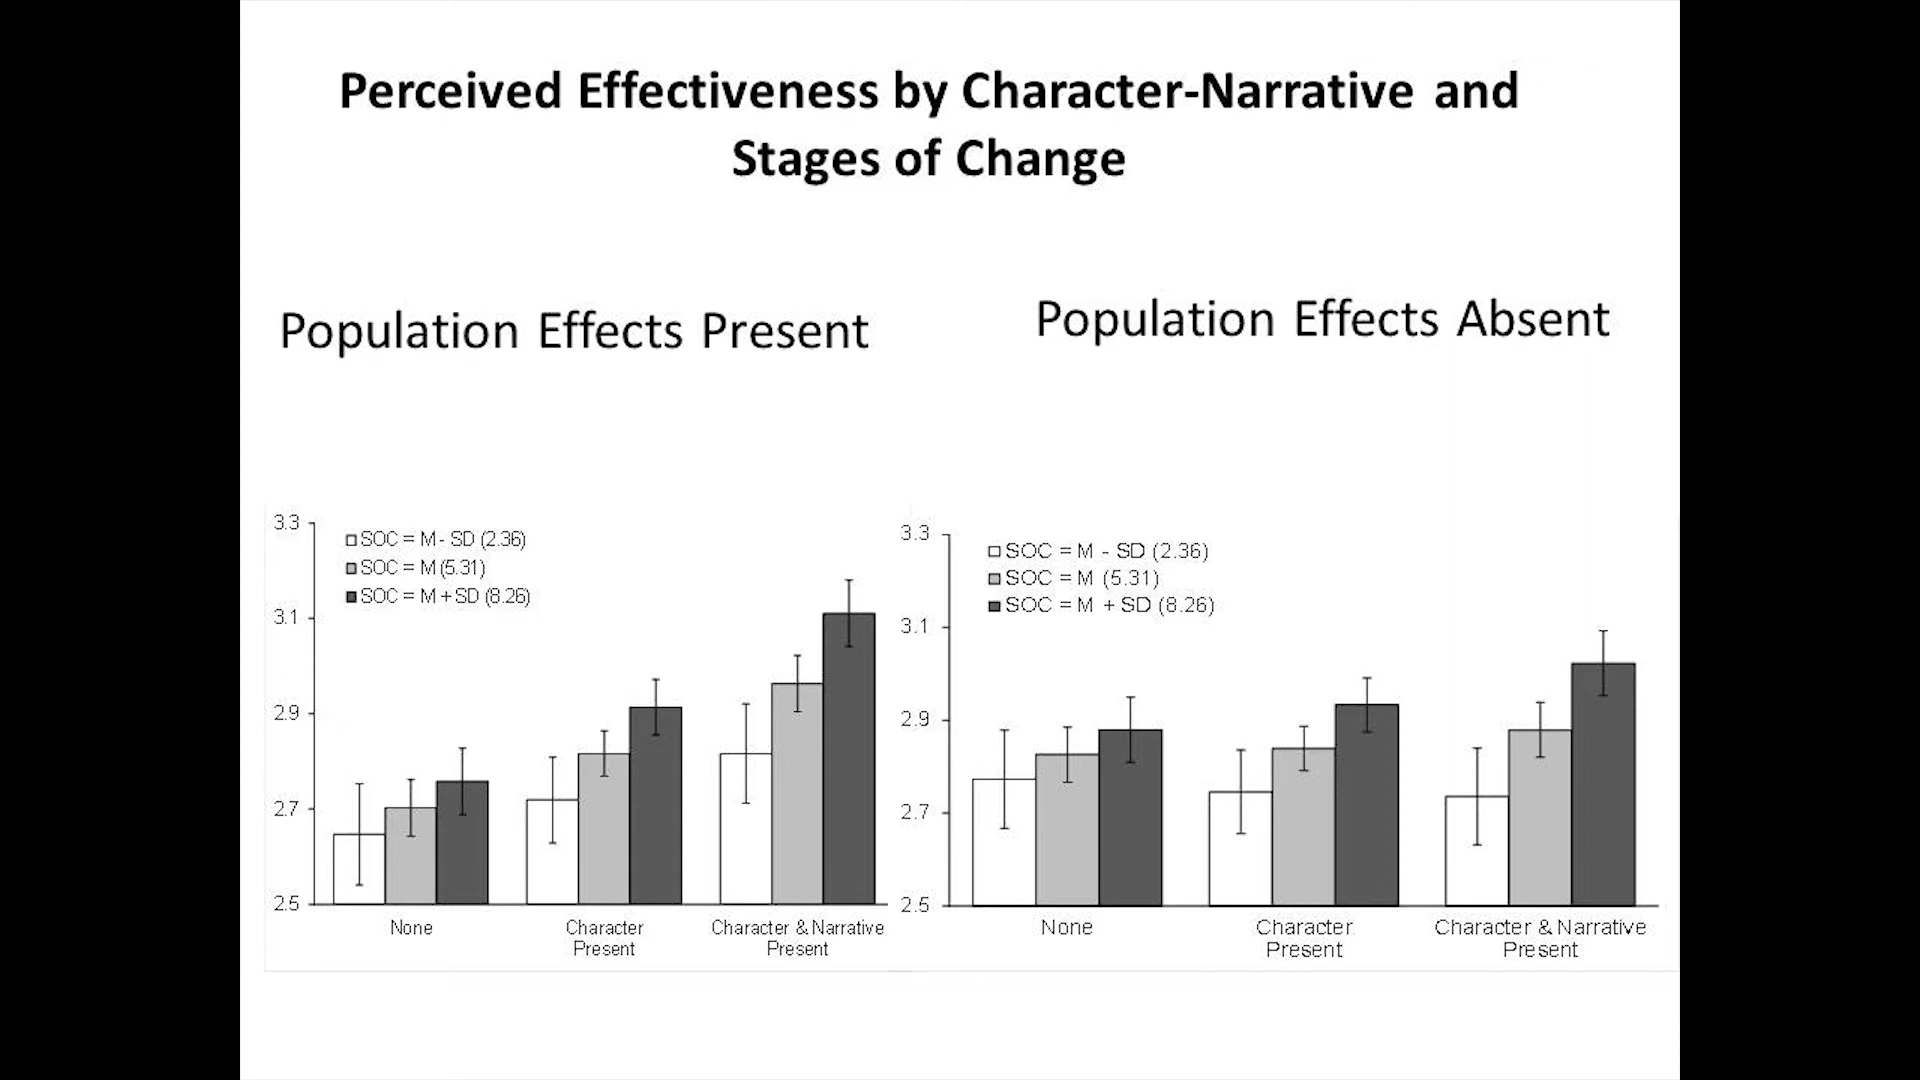 Perceived Effectiveness by Character-Narrative and
Stages of Change
Population Effects Present
Population Effects Absent
3.3
3.1
2.9
2.7
2.5
SOC = M - SD (2.36)
SOC = M (5.31)
SOC = M + SD (8.26)
None
Character
Present
Character & Narrative
Present
3.3
3.1
2.9
2.7
2.5
SOC = M - SD (2.36)
SOC = M (5.31)
SOC = M + SD (8.26)
None
Character
Present
Character & Narrative
Present